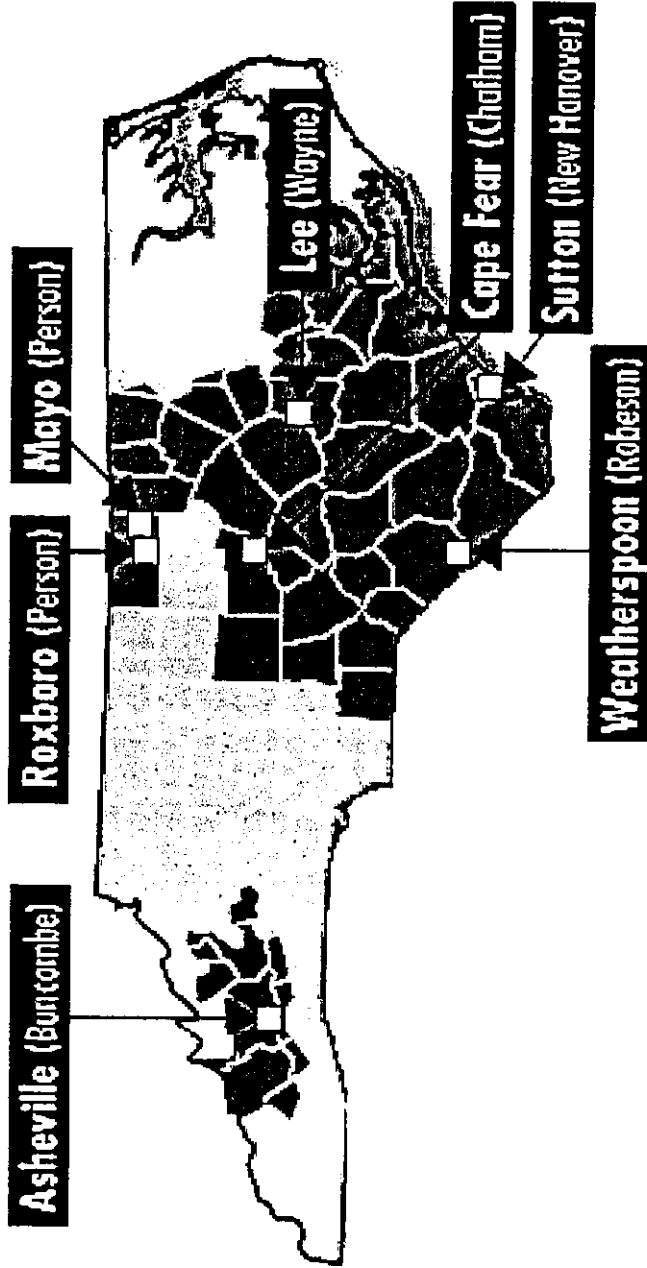 Asheville (Buncombe)
Roxboro (Person)
Mayo (Person)
Lee (Wayne)
Cape Fear (Chatham)
Sutton (New Hanover)
Weatherspoon (Robeson)